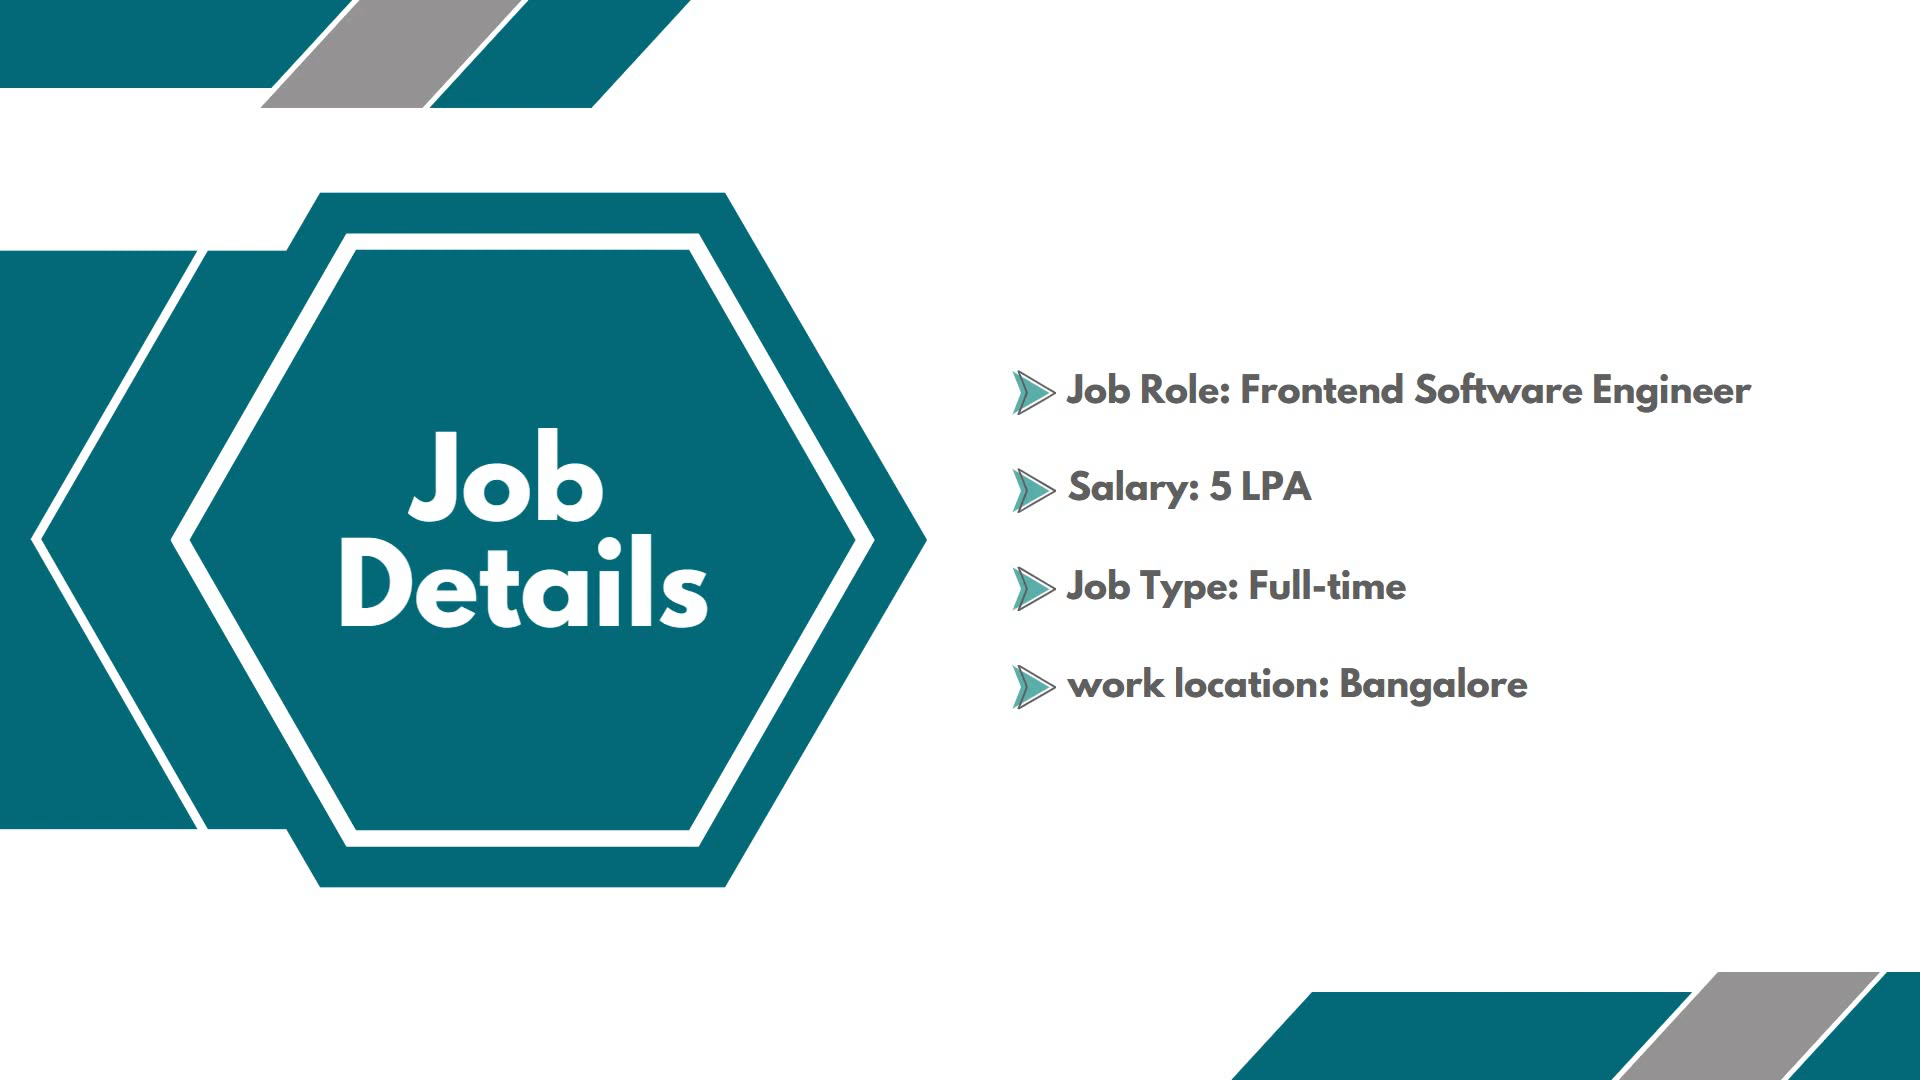 Job
Details
Job Role: Frontend Software Engineer
Salary: 5 LPA
Job Type: Full-time
work location: Bangalore